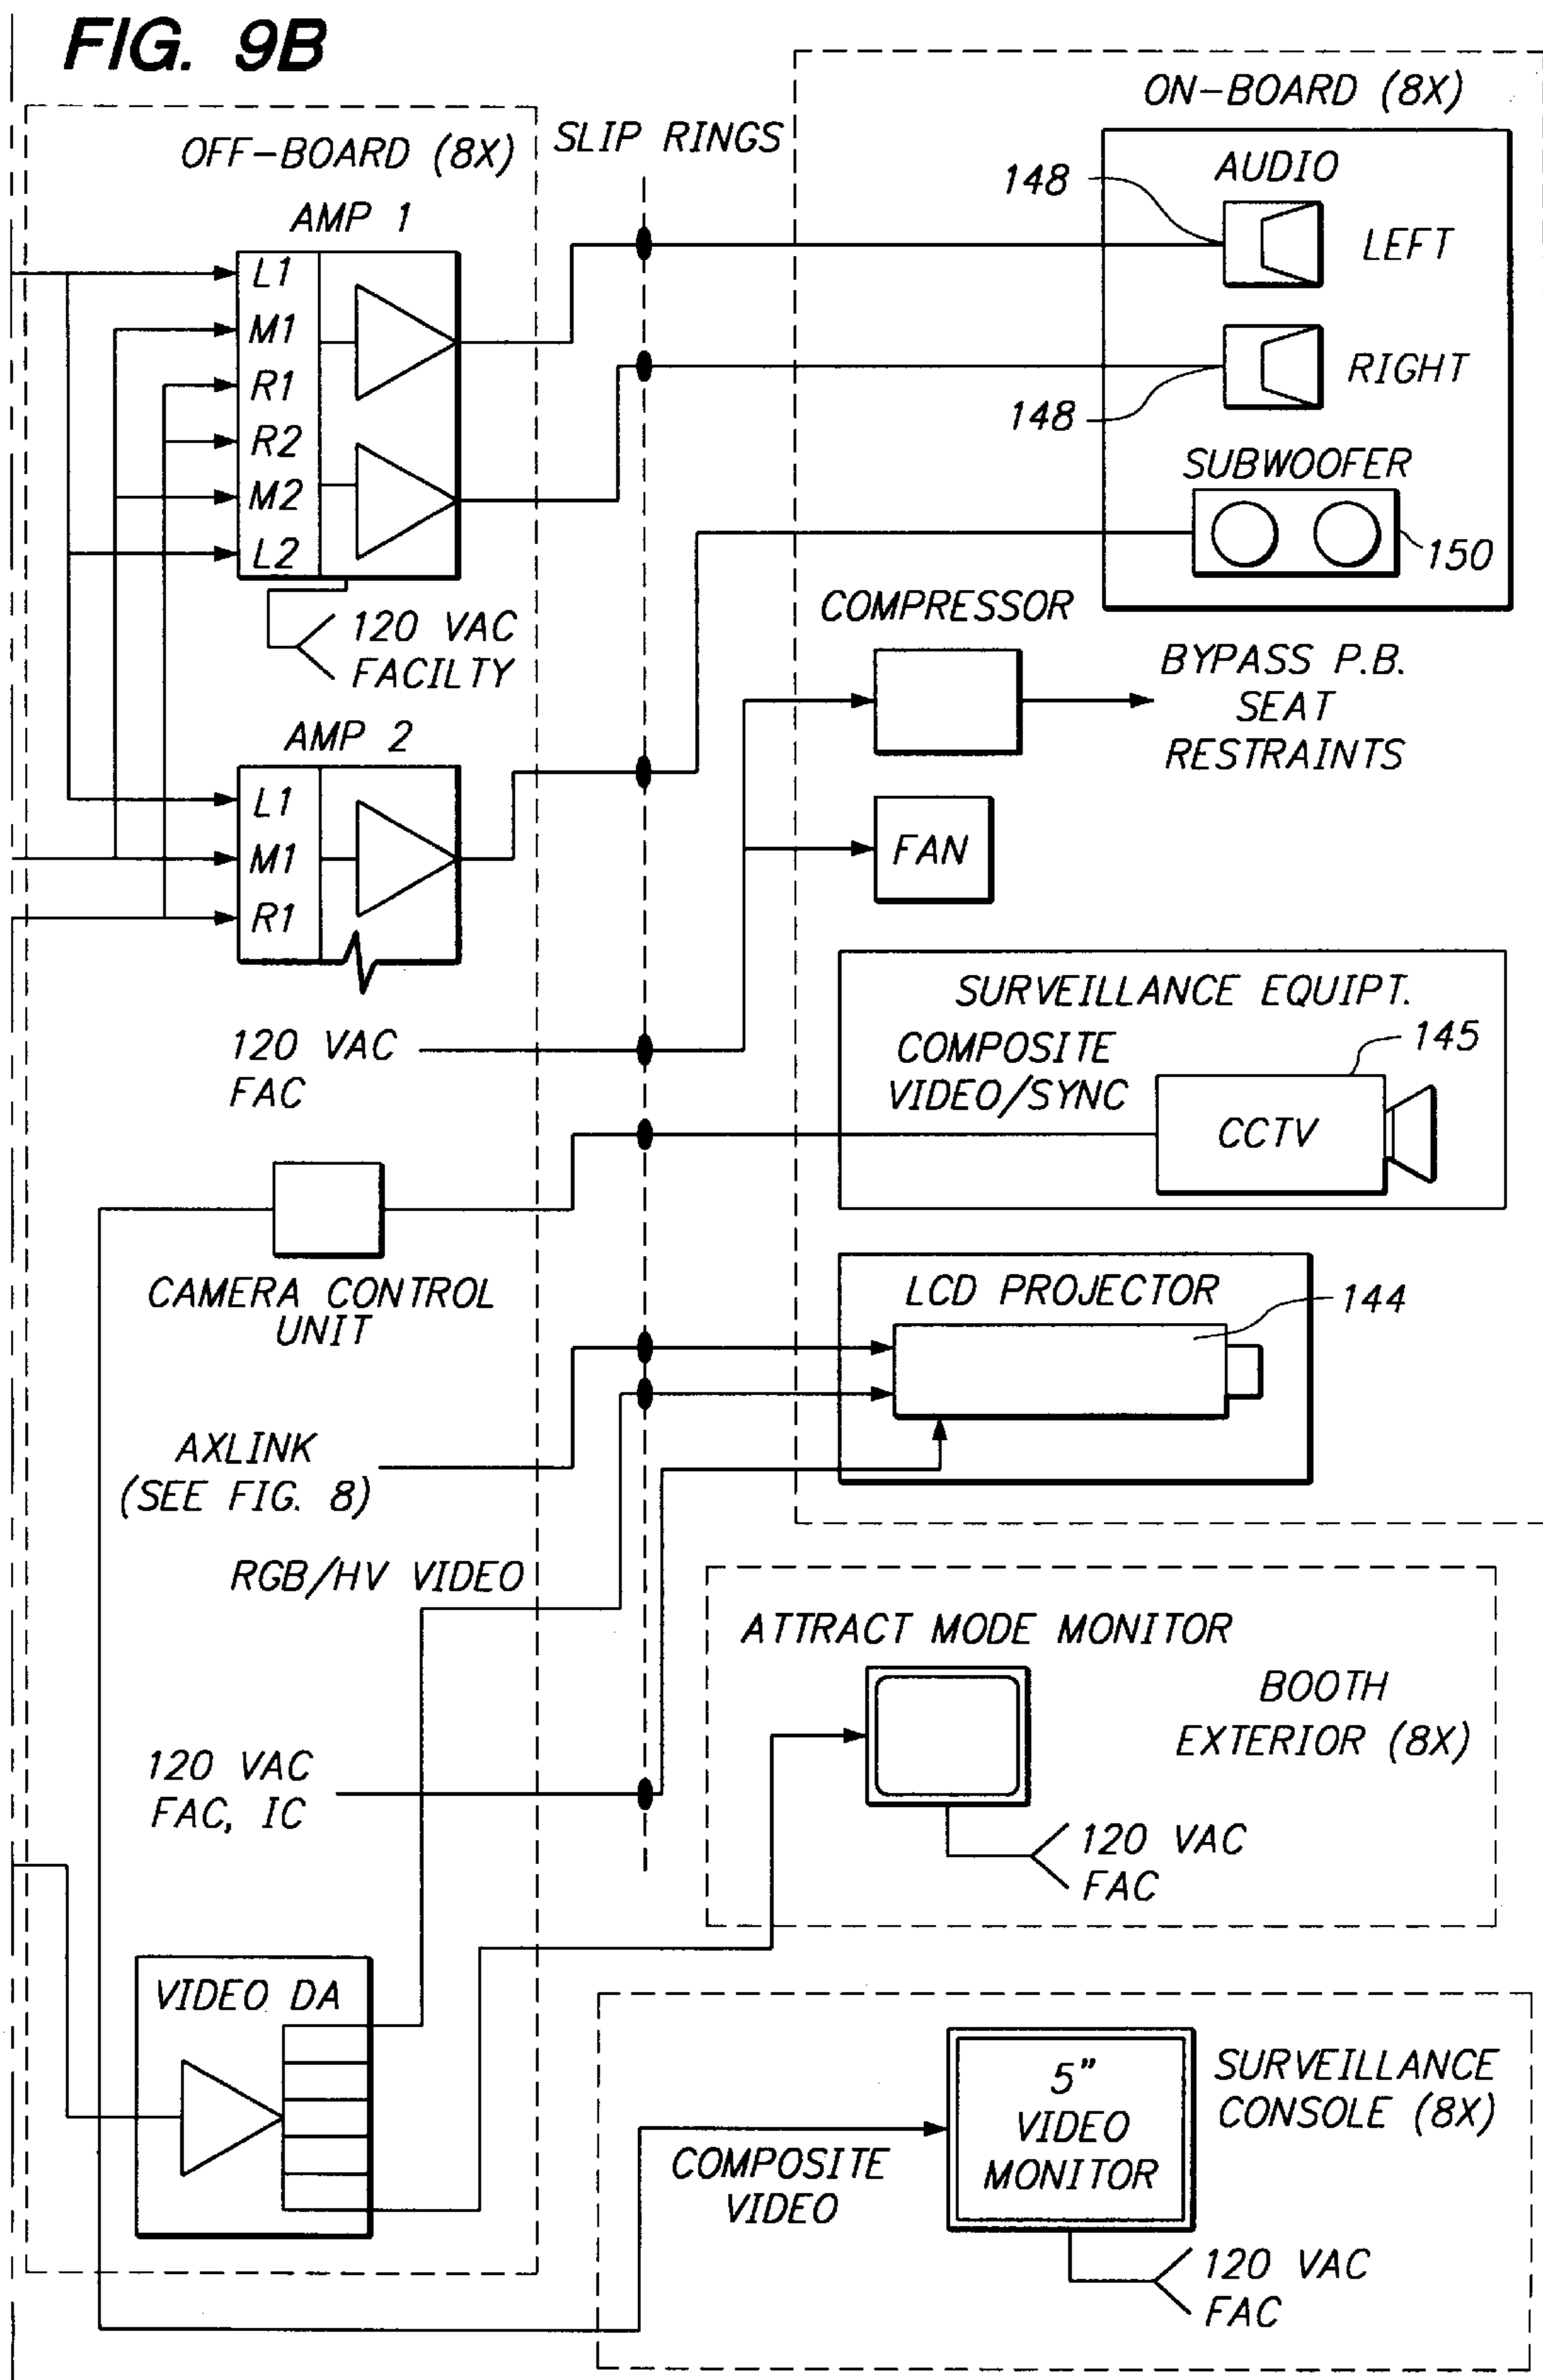 FIG. 9B
OFF-BOARD (8X)
SLIP RINGS
ON-BOARD (8X)
AMP 1
L1
M1
R1
R2
M2
L2
120 VAC
FACILTY
AUDIO
148
LEFT
RIGHT
148
SUBWOOFER
150
COMPRESSOR
BYPASS P.B.
SEAT
RESTRAINTS
FAN
AMP 2
L1
M1
R1
120 VAC
FAC
SURVEILLANCE EQUIPT.
COMPOSITE
VIDEO/SYNC
145
CCTV
CAMERA CONTROL
UNIT
LCD PROJECTOR
144
AXLINK
(SEE FIG. 8)
RGB/HV VIDEO
ATTRACT MODE MONITOR
BOOTH
EXTERIOR (8X)
120 VAC
FAC
120 VAC
FAC, IC
VIDEO DA
5"
VIDEO
MONITOR
SURVEILLANCE
CONSOLE (8X)
COMPOSITE
VIDEO
120 VAC
FAC